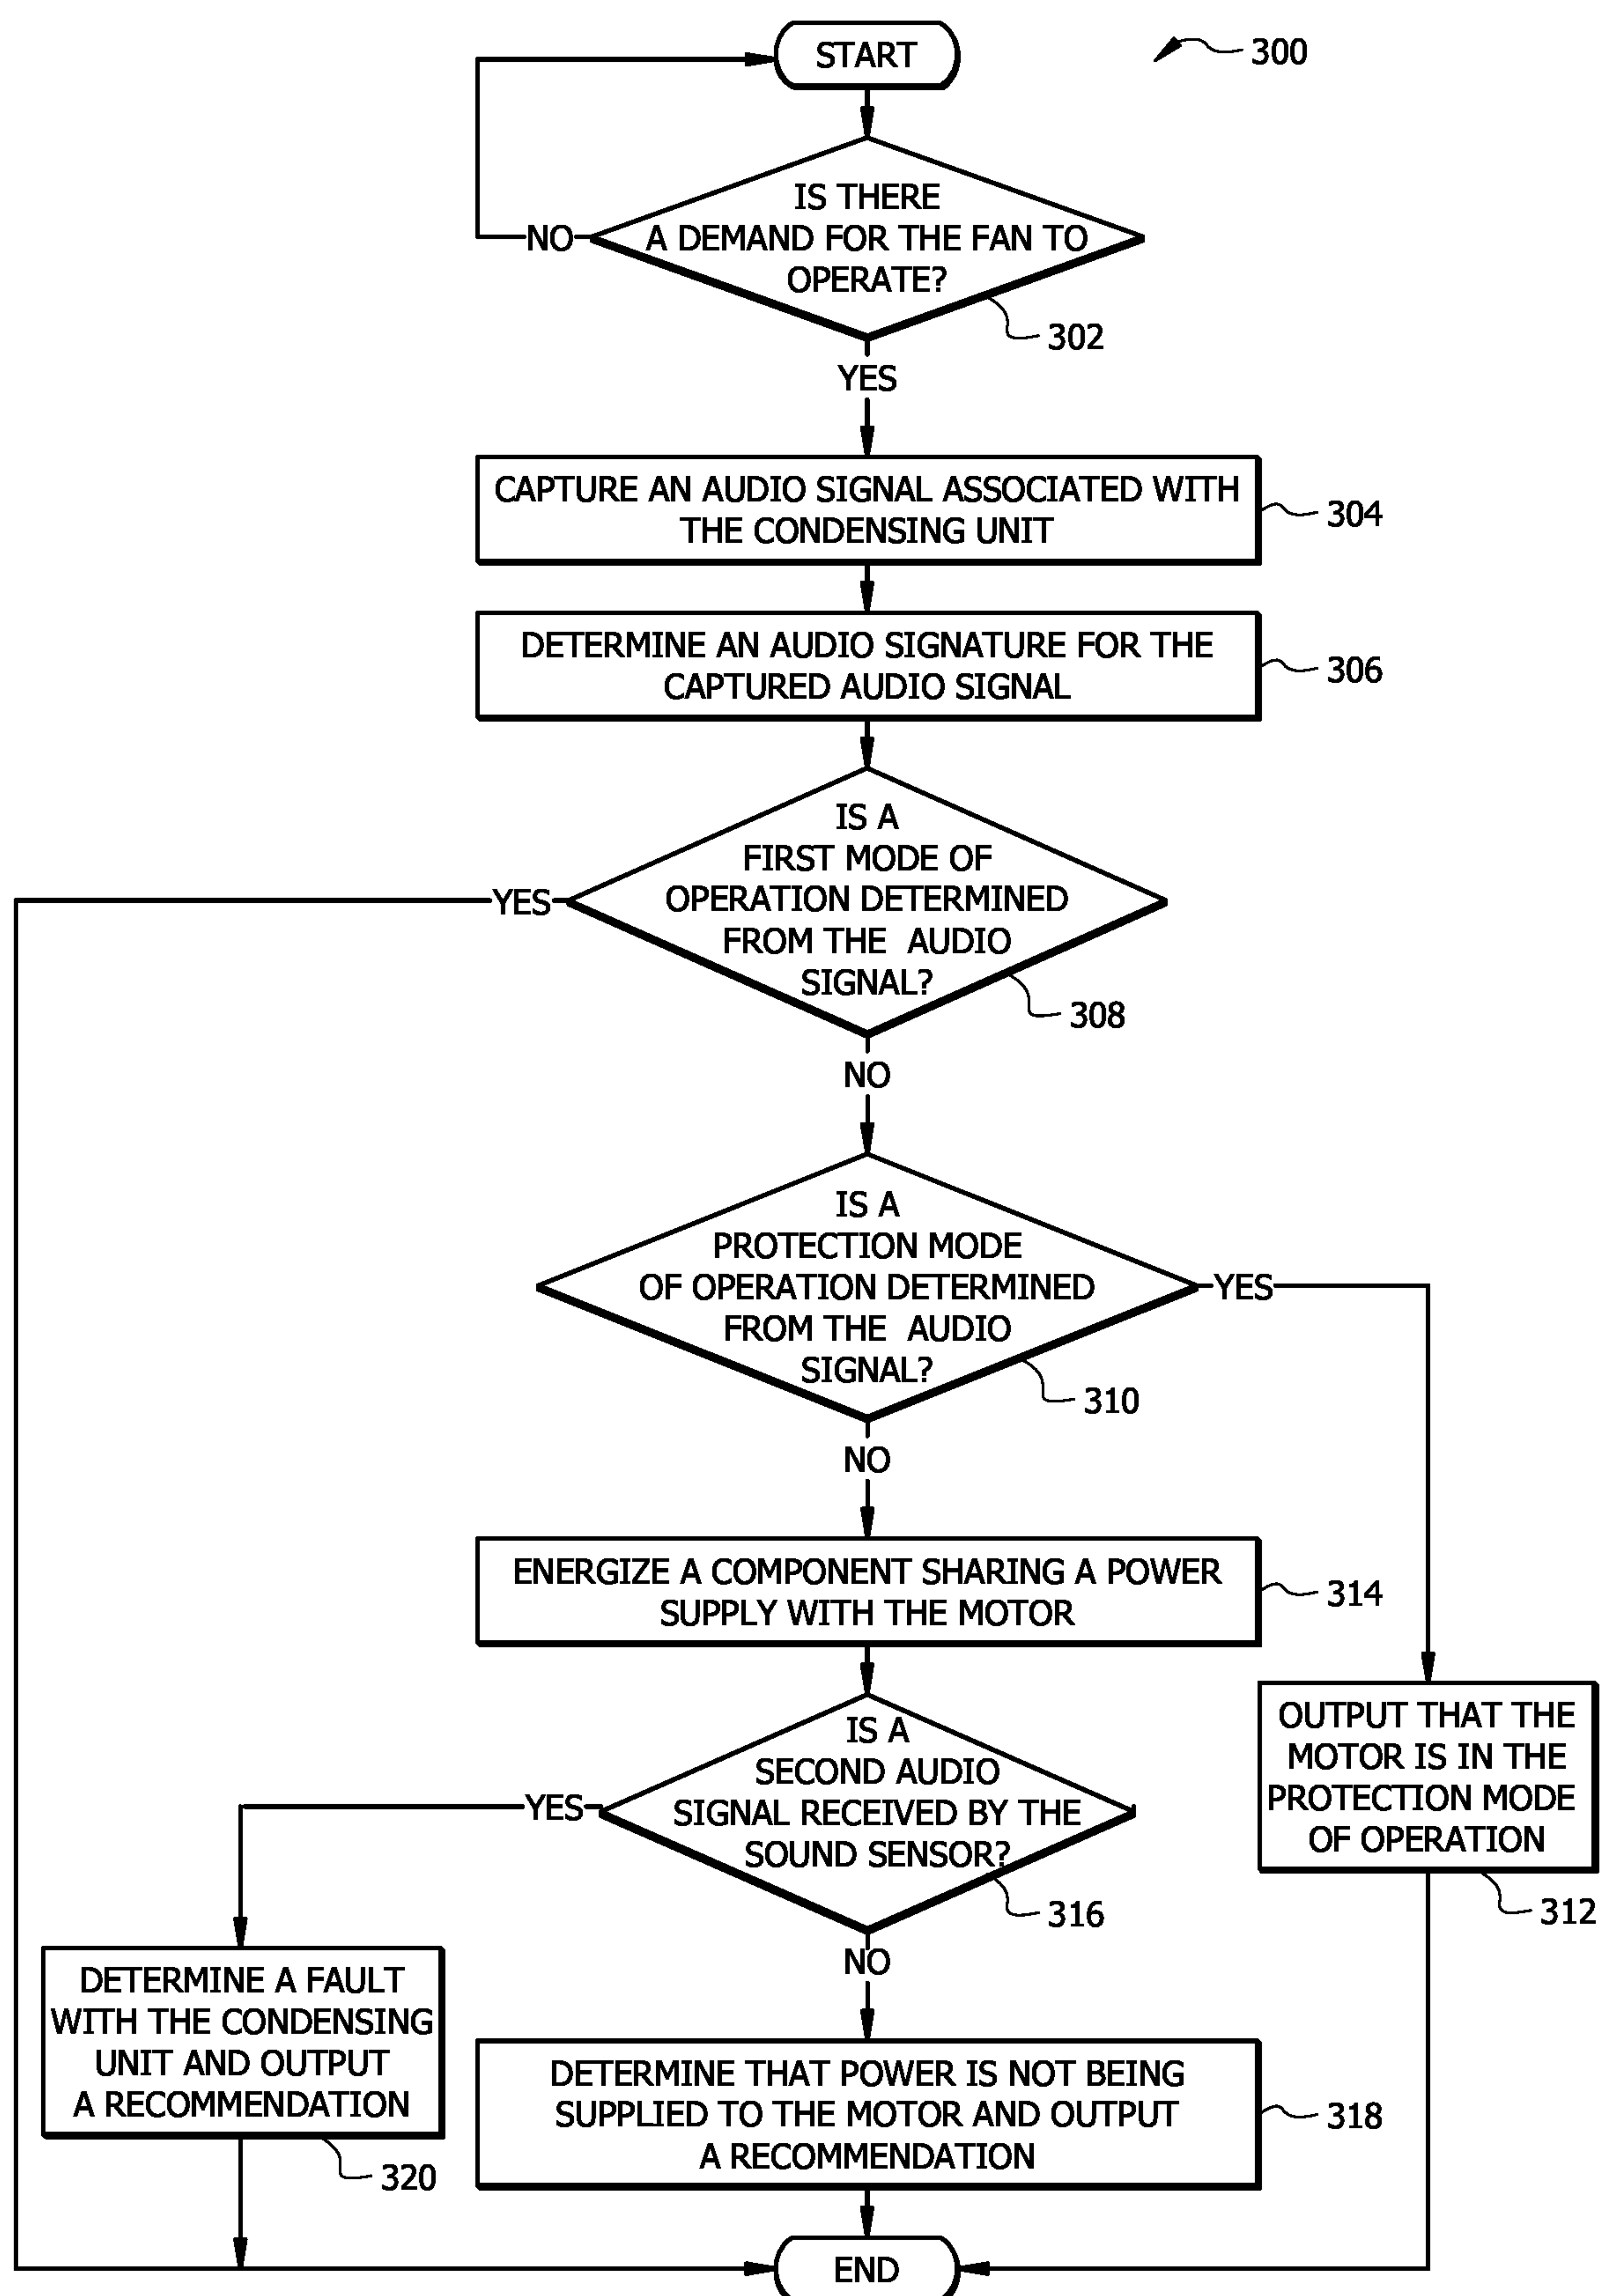 START
300
IS THERE
A DEMAND FOR THE FAN TO
OPERATE?
NO
302
YES
CAPTURE AN AUDIO SIGNAL ASSOCIATED WITH
THE CONDENSING UNIT
304
DETERMINE AN AUDIO SIGNATURE FOR THE
CAPTURED AUDIO SIGNAL
306
IS A
FIRST MODE OF
OPERATION DETERMINED
FROM THE AUDIO
SIGNAL?
YES
308
NO
IS A
PROTECTION MODE
OF OPERATION DETERMINED
FROM THE AUDIO
SIGNAL?
YES
310
NO
ENERGIZE A COMPONENT SHARING A POWER
SUPPLY WITH THE MOTOR
314
OUTPUT THAT THE
MOTOR IS IN THE
PROTECTION MODE
OF OPERATION
312
IS A
SECOND AUDIO
SIGNAL RECEIVED BY THE
SOUND SENSOR?
YES
316
NO
DETERMINE A FAULT
WITH THE CONDENSING
UNIT AND OUTPUT
A RECOMMENDATION
320
DETERMINE THAT POWER IS NOT BEING
SUPPLIED TO THE MOTOR AND OUTPUT
A RECOMMENDATION
318
END